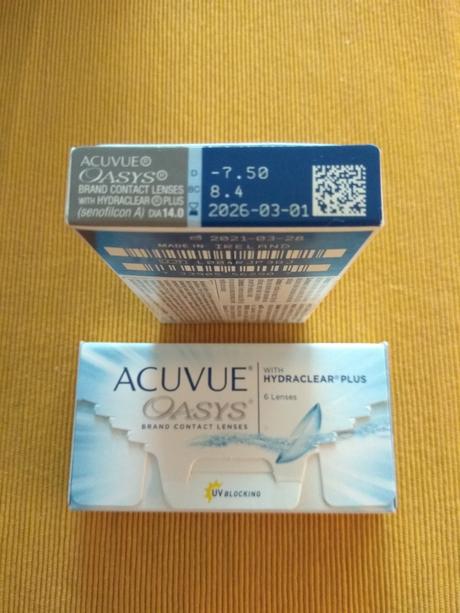 ACUVUE®
OASYS®
BRAND CONTACT LENSES
WITH HYDRACLEAR® PLUS
(senofilcon A) DIA 14.0
D -7.50
BC 8.4
2026-03-01
2021-03-28
MADE IN IRELAND
ACUVUE®
OASYS®
BRAND CONTACT LENSES
WITH
HYDRACLEAR® PLUS
6 Lenses
UV BLOCKING